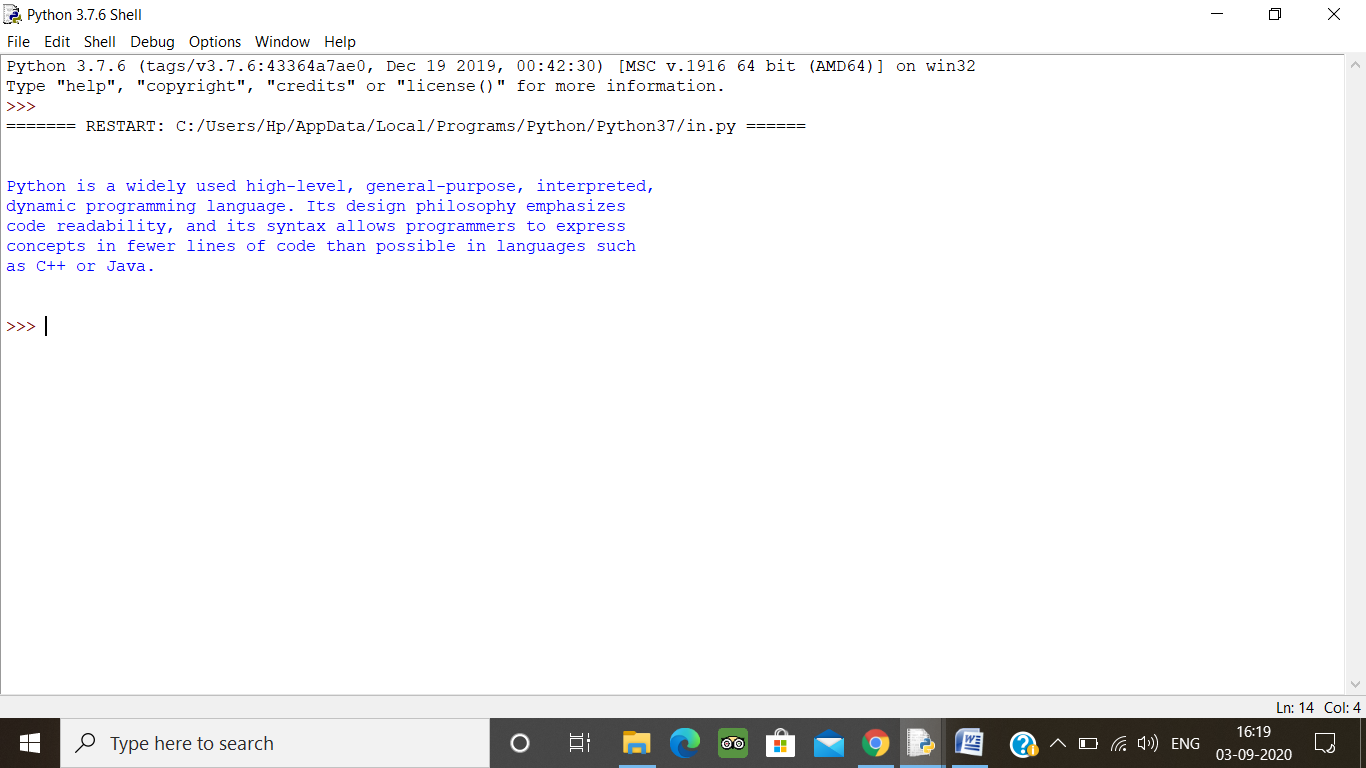 Python 3.7.6 Shell
File Edit Shell Debug Options Window Help
Python 3.7.6 (tags/v3.7.6:43364a7ae0, Dec 19 2019, 00:42:30) [MSC v.1916 64 bit (AMD64)] on win32
Type "help", "copyright", "credits" or "license()" for more information.
>>>
======= RESTART: C:/Users/Hp/AppData/Local/Programs/Python/Python37/in.py ======
Python is a widely used high-level, general-purpose, interpreted,
dynamic programming language. Its design philosophy emphasizes
code readability, and its syntax allows programmers to express
concepts in fewer lines of code than possible in languages such
as C++ or Java.
>>>
Ln: 14 Col: 4
Type here to search
ENG
16:19
03-09-2020